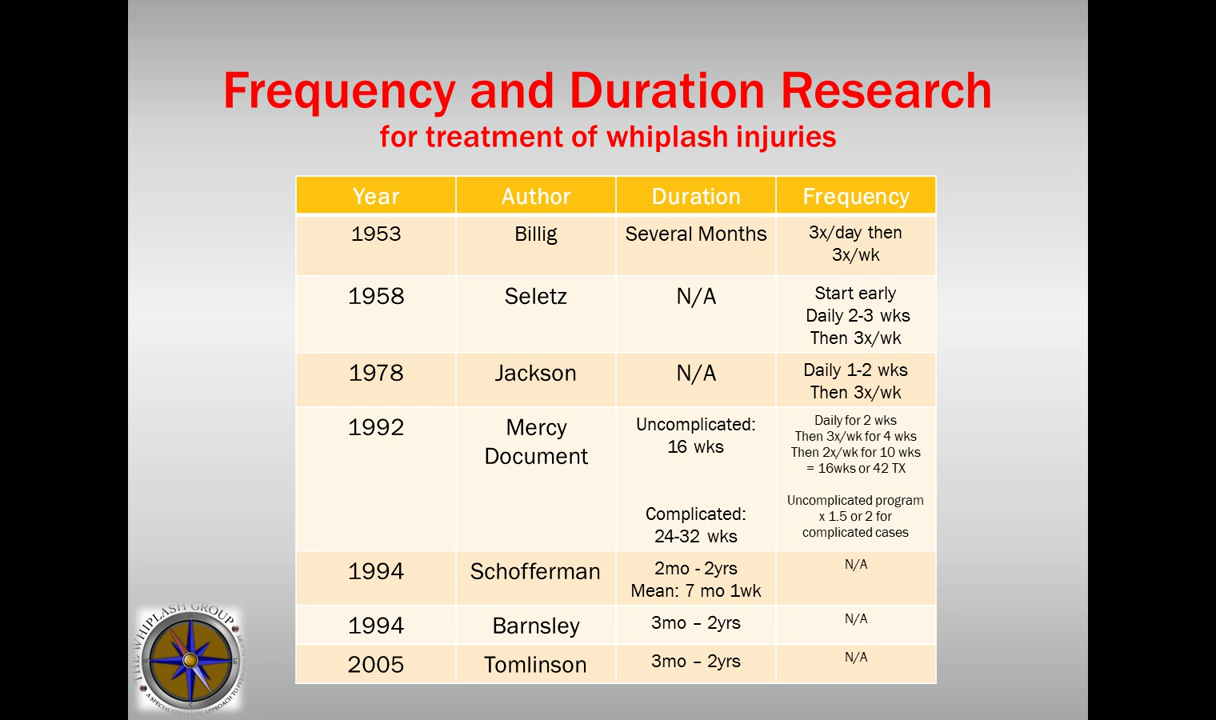 Frequency and Duration Research
for treatment of whiplash injuries
Year Author Duration Frequency
1953 Billig Several Months 3x/day then
3x/wk
1958 Seletz N/A Start early
Daily 2-3 wks
Then 3x/wk
1978 Jackson N/A Daily 1-2 wks
Then 3x/wk
1992 Mercy
Document
Uncomplicated:
16 wks
Complicated:
24-32 wks
Daily for 2 wks
Then 3x/wk for 4 wks
Then 2x/wk for 10 wks
= 16wks or 42 TX
Uncomplicated program
x 1.5 or 2 for
complicated cases
1994 Schofferman 2mo - 2yrs
Mean: 7 mo 1wk
N/A
1994 Barnsley 3mo – 2yrs N/A
2005 Tomlinson 3mo – 2yrs N/A
THE WHIPLASH GROUP